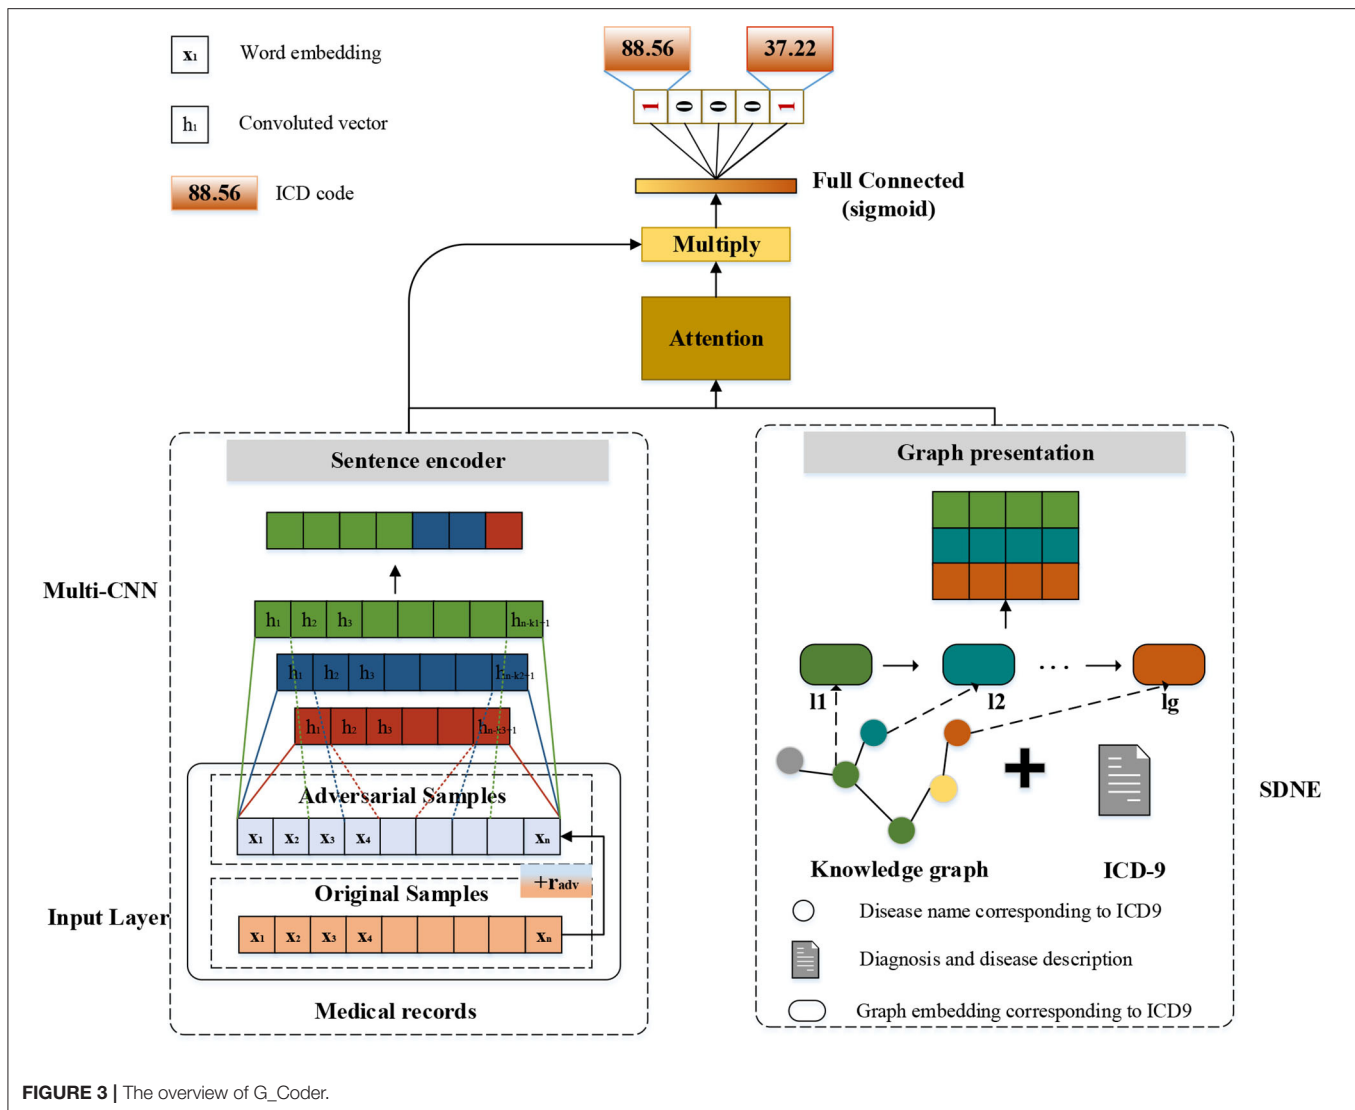 x1 Word embedding
h1 Convoluted vector
88.56 ICD code
88.56 37.22
1 0 0 0 1
Full Connected
(sigmoid)
Multiply
Attention
Sentence encoder
Multi-CNN
h1 h2 h3 hn-k1+1
h1 h2 h3 hn-k2+1
h1 h2 h3 hn-k3+1
Adversarial Samples
x1 x2 x3 x4 xn
+radv
Original Samples
Input Layer
x1 x2 x3 x4 xn
Medical records
Graph presentation
l1 l2 ... lg
SDNE
Knowledge graph ICD-9
Disease name corresponding to ICD9
Diagnosis and disease description
Graph embedding corresponding to ICD9
FIGURE 3 | The overview of G_Coder.